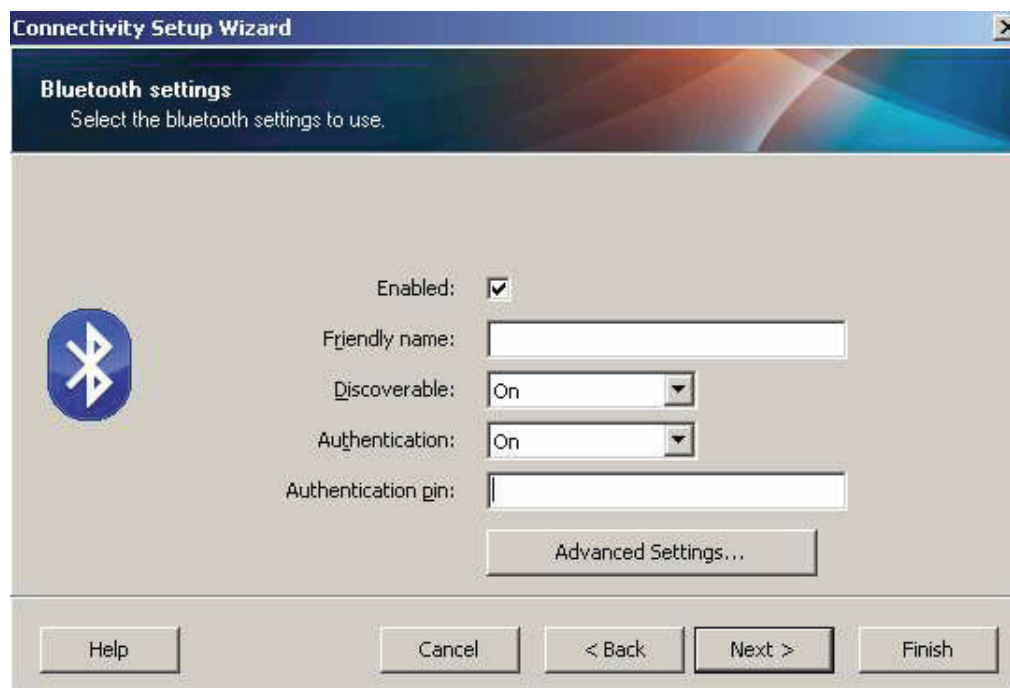 Connectivity Setup Wizard
Bluetooth settings
Select the bluetooth settings to use.
Enabled:
Friendly name:
Discoverable: On
Authentication: On
Authentication pin:
Advanced Settings...
Help Cancel < Back Next > Finish